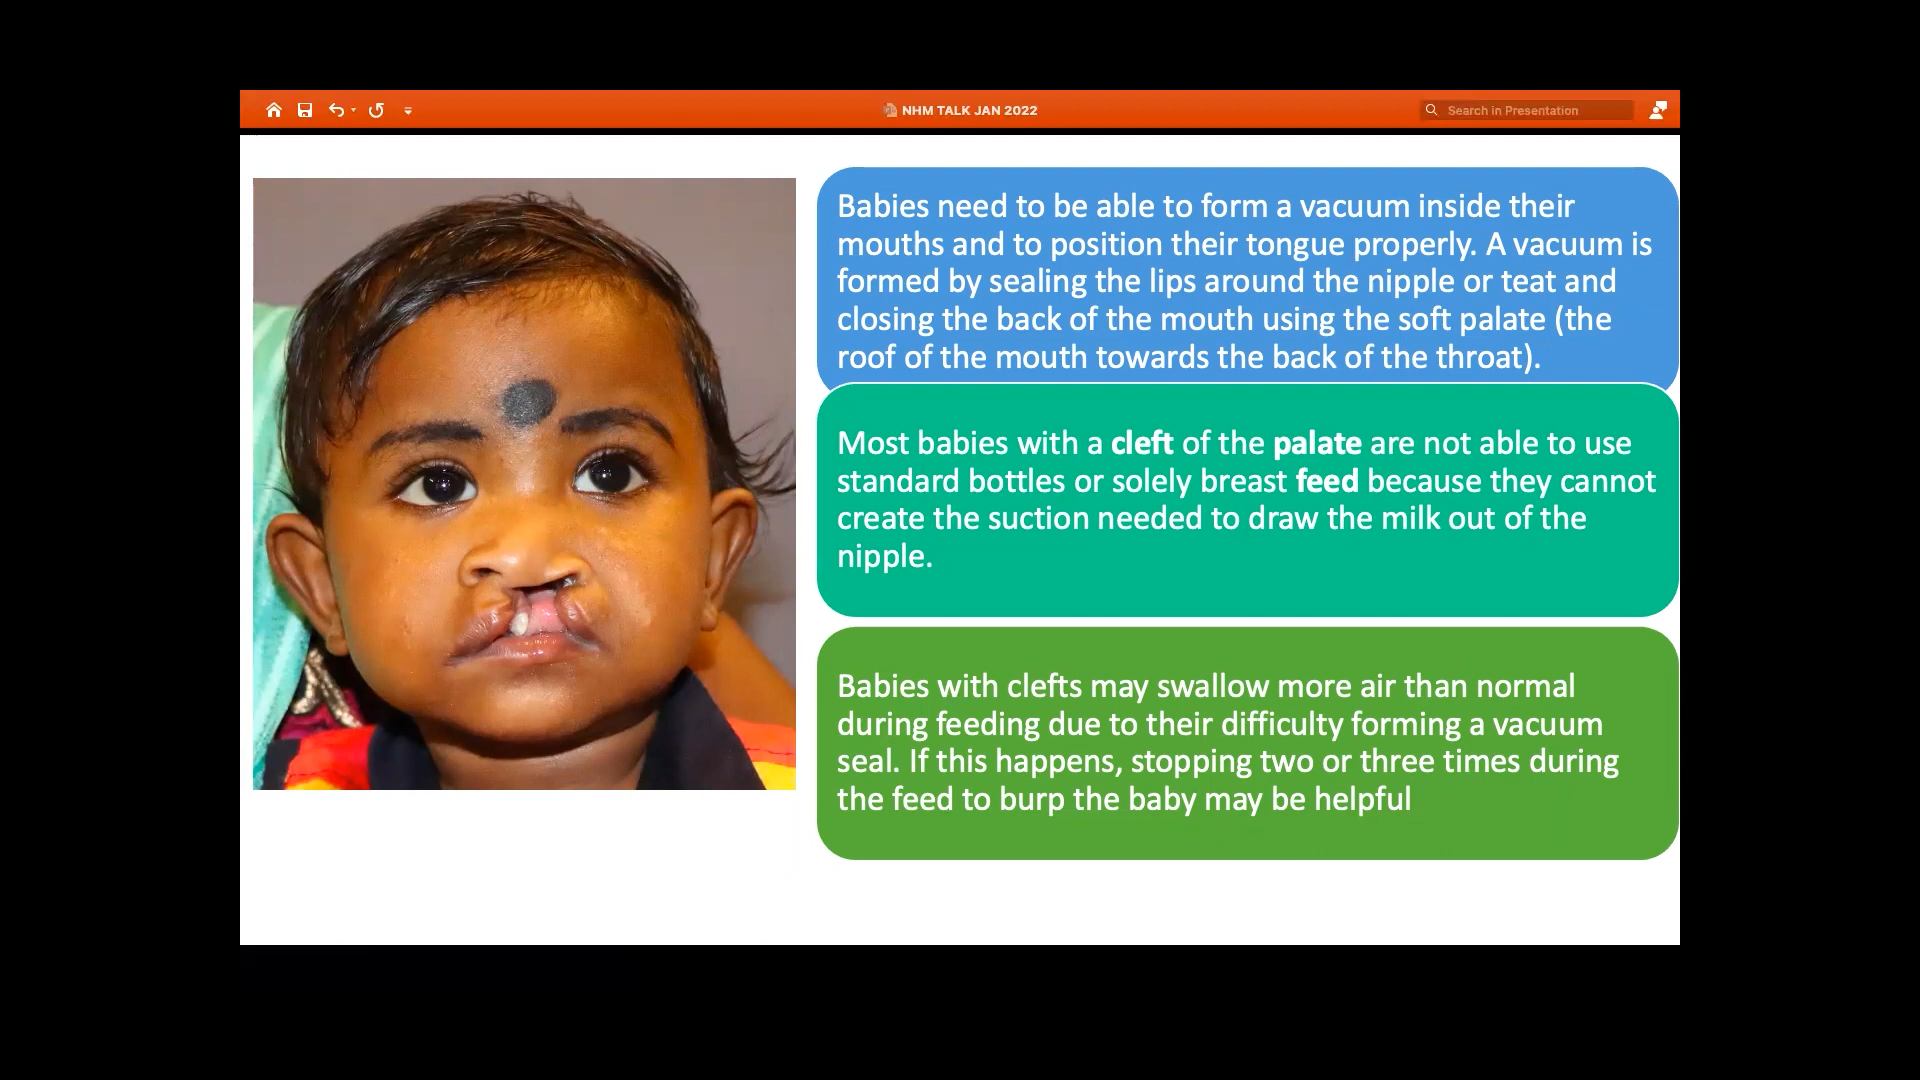 NHM TALK JAN 2022
Search in Presentation
Babies need to be able to form a vacuum inside their
mouths and to position their tongue properly. A vacuum is
formed by sealing the lips around the nipple or teat and
closing the back of the mouth using the soft palate (the
roof of the mouth towards the back of the throat).
Most babies with a cleft of the palate are not able to use
standard bottles or solely breast feed because they cannot
create the suction needed to draw the milk out of the
nipple.
Babies with clefts may swallow more air than normal
during feeding due to their difficulty forming a vacuum
seal. If this happens, stopping two or three times during
the feed to burp the baby may be helpful